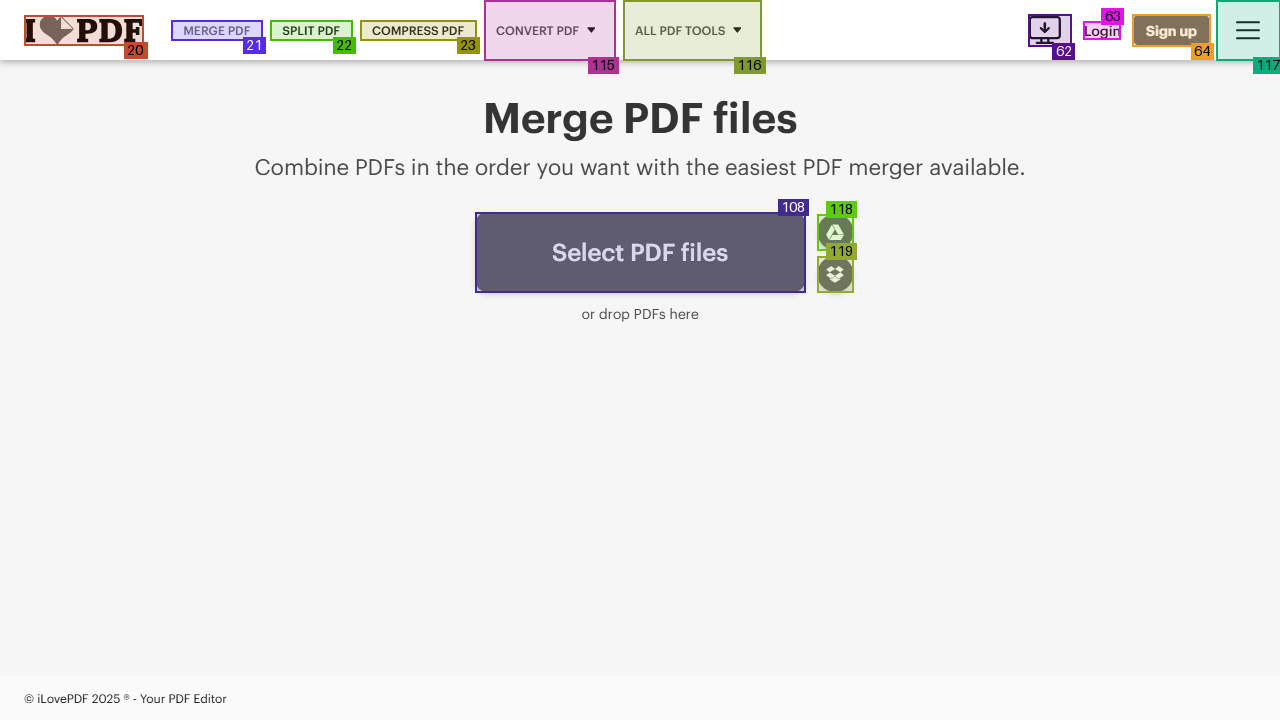 I PDF
MERGE PDF
SPLIT PDF
COMPRESS PDF
CONVERT PDF
ALL PDF TOOLS
Login
Sign up
20
21
22
23
115
116
62
63
64
117
Merge PDF files
Combine PDFs in the order you want with the easiest PDF merger available.
108
118
Select PDF files
119
or drop PDFs here
© iLovePDF 2025 ® - Your PDF Editor